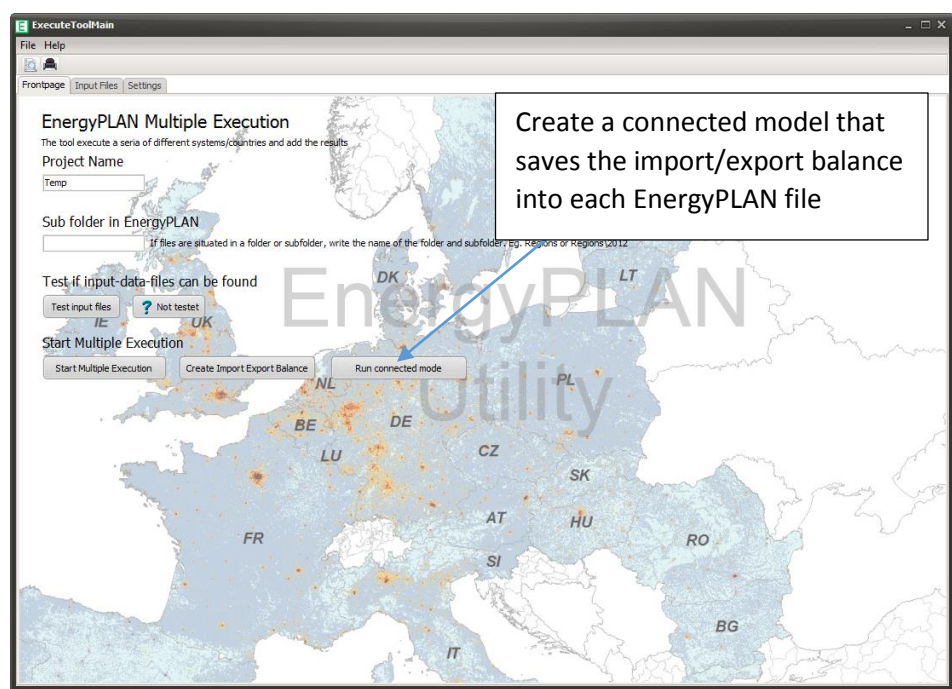 ExecuteToolMain
File Help
Frontpage Input Files Settings
EnergyPLAN Multiple Execution
The tool execute a seria of different systems/countries and add the results
Project Name
Temp
Create a connected model that
saves the import/export balance
into each EnergyPLAN file
Sub folder in EnergyPLAN
If files are situated in a folder or subfolder, write the name of the folder and subfolder. Eg. Regions or Regions\2012
Test if input-data-files can be found
Test input files ? Not testet
Start Multiple Execution
Start Multiple Execution Create Import Export Balance Run connected mode
EnergyPLAN
Utility
DK
LT
IE
UK
NL
PL
BE
DE
LU
CZ
SK
AT
HU
FR
RO
SI
BG
IT